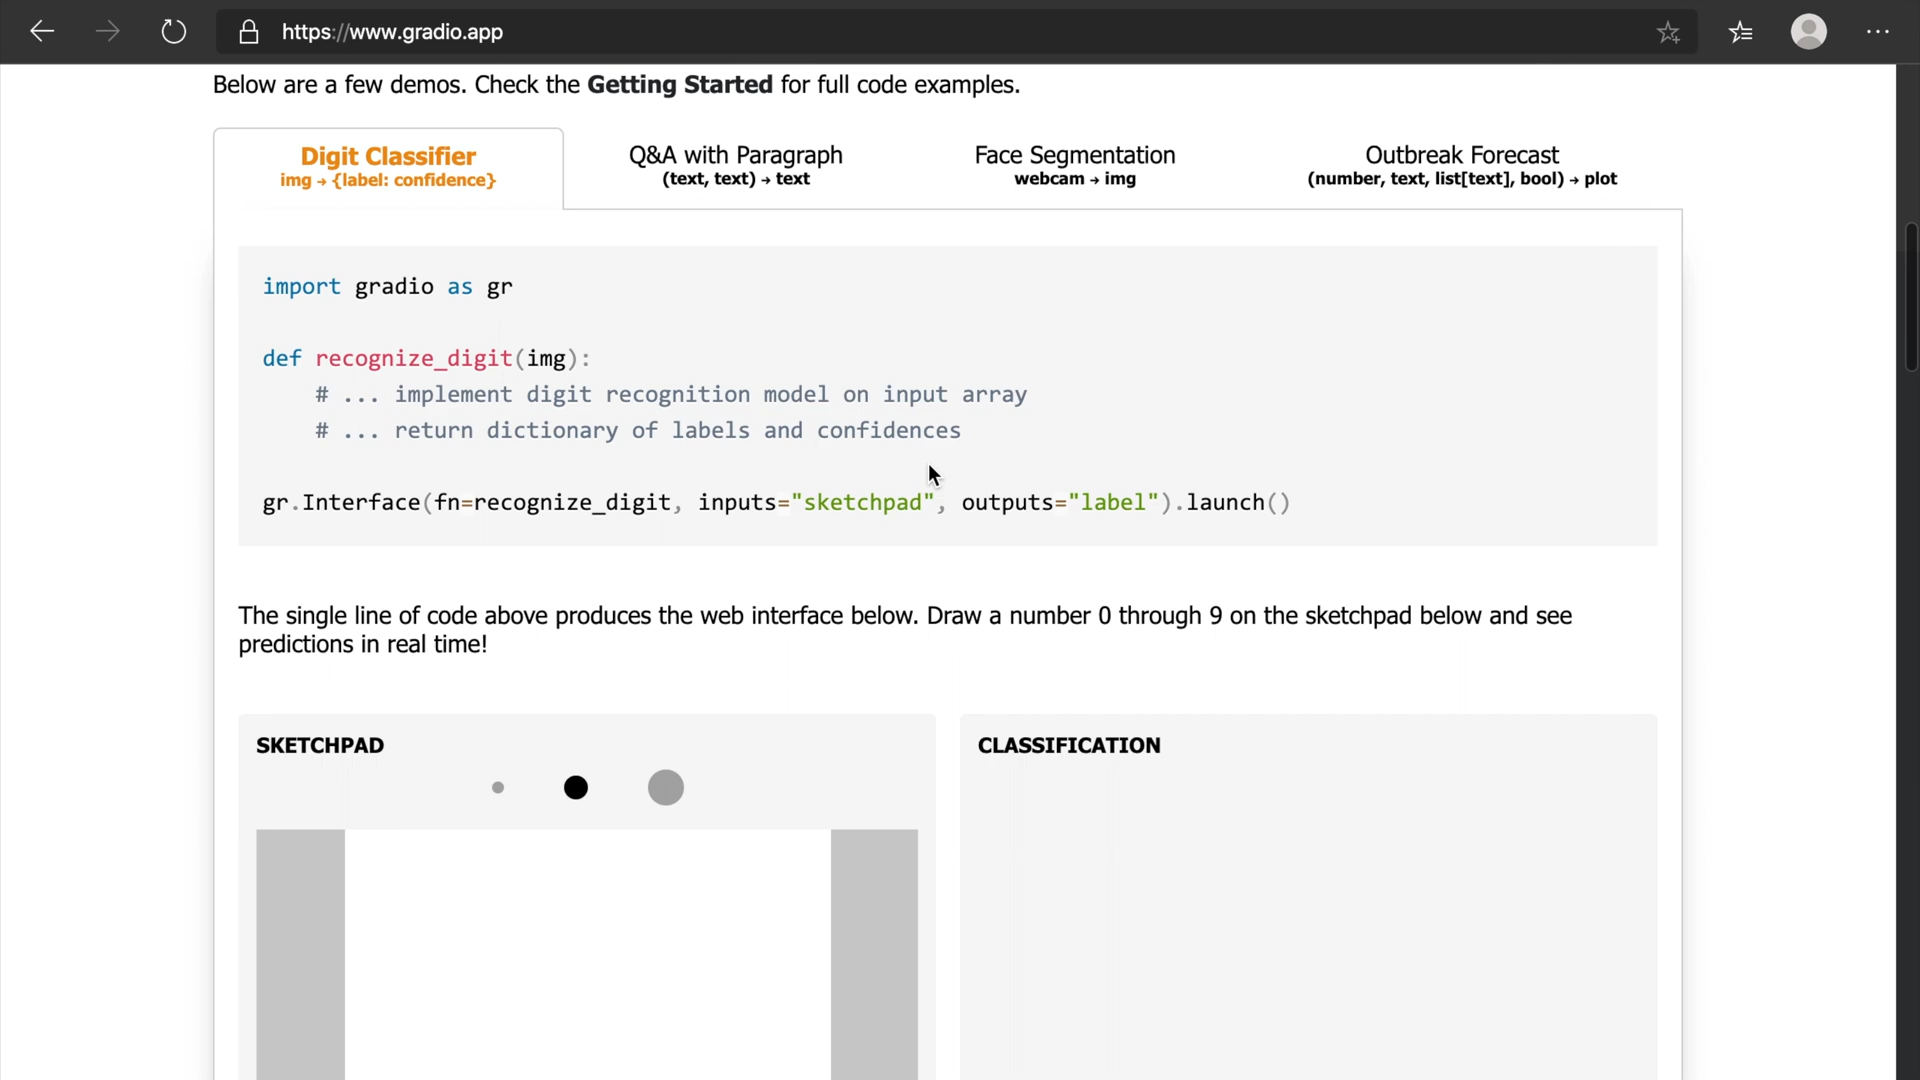 https://www.gradio.app
Below are a few demos. Check the Getting Started for full code examples.
Digit Classifier
img → {label: confidence}
Q&A with Paragraph
(text, text) → text
Face Segmentation
webcam → img
Outbreak Forecast
(number, text, list[text], bool) → plot
import gradio as gr
def recognize_digit(img):
# ... implement digit recognition model on input array
# ... return dictionary of labels and confidences
gr.Interface(fn=recognize_digit, inputs="sketchpad", outputs="label").launch()
The single line of code above produces the web interface below. Draw a number 0 through 9 on the sketchpad below and see
predictions in real time!
SKETCHPAD
CLASSIFICATION